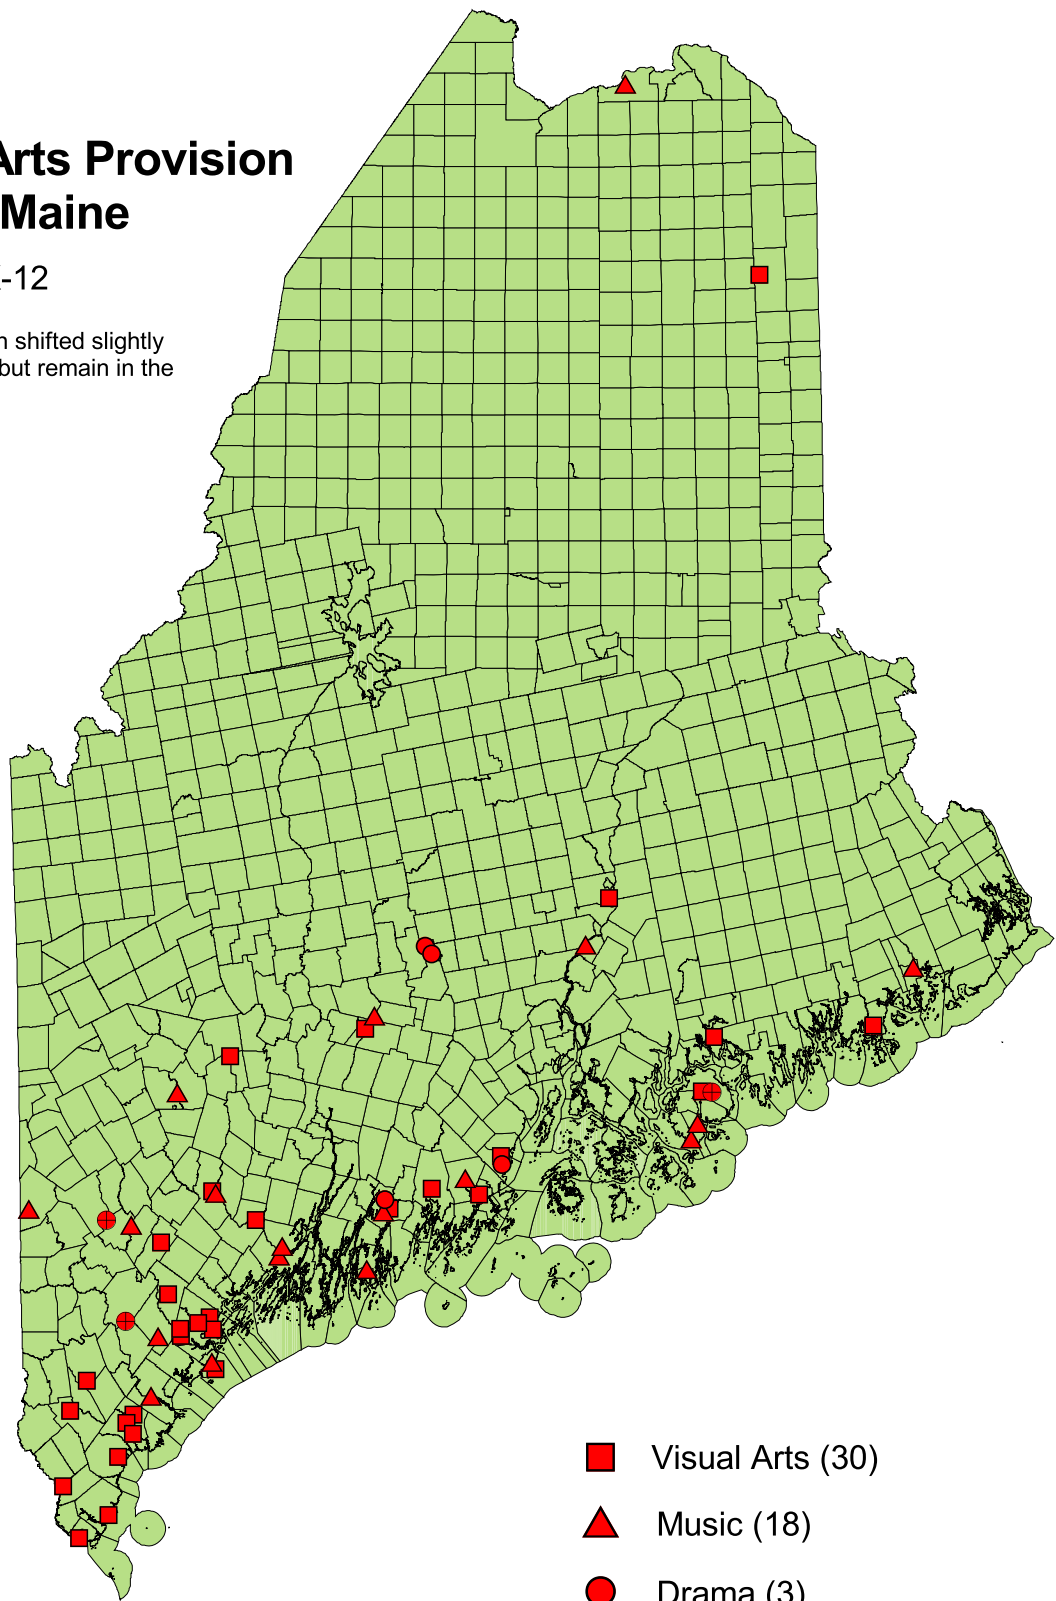 Arts Provision
Maine
-12
shifted slightly
but remain in the
Visual Arts (30)
Music (18)
Drama (3)